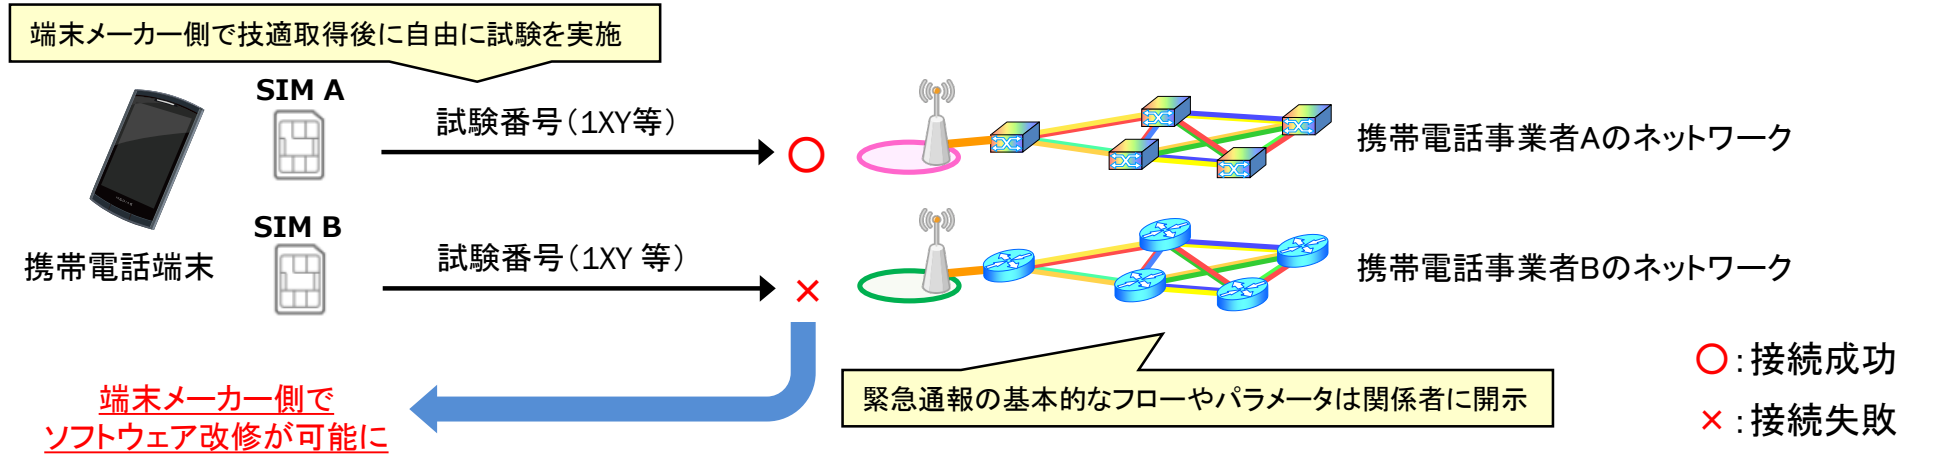 端末メーカー側で技適取得後に自由に試験を実施
SIM A
試験番号（1XY等）
携帯電話事業者Aのネットワーク
SIM B
携帯電話端末
試験番号（1XY 等）
携帯電話事業者Bのネットワーク
○：接続成功
緊急通報の基本的なフローやパラメータは関係者に開示
×：接続失敗
端末メーカー側で
ソフトウェア改修が可能に